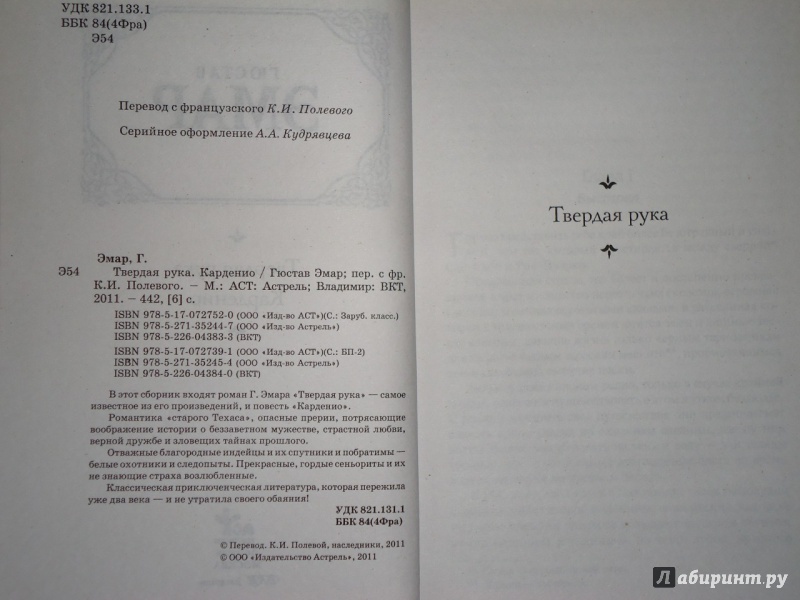 УДК 821.133.1
ББК 84(4Фра)
Э54
Перевод с французского К.И. Полевого
Серийное оформление А.А. Кудрявцева
Эмар, Г.
Э54 Твердая рука. Карденио / Гюстав Эмар; пер. с фр.
К.И. Полевого. – М.: АСТ: Астрель; Владимир: ВКТ,
2011. – 442, [6] с.
ISBN 978-5-17-072752-0 (ООО «Изд-во АСТ»)(С.: Заруб. класс.)
ISBN 978-5-271-35244-7 (ООО «Изд-во Астрель»)
ISBN 978-5-226-04383-3 (ВКТ)
ISBN 978-5-17-072739-1 (ООО «Изд-во АСТ»)(С.: БП-2)
ISBN 978-5-271-35245-4 (ООО «Изд-во Астрель»)
ISBN 978-5-226-04384-0 (ВКТ)
В этот сборник входят роман Г. Эмара «Твердая рука» — самое
известное из его произведений, и повесть «Карденио».
Романтика «старого Техаса», опасные прерии, потрясающие
воображение истории о беззаветном мужестве, страстной любви,
верной дружбе и зловещих тайнах прошлого.
Отважные благородные индейцы и их спутники и побратимы —
белые охотники и следопыты. Прекрасные, гордые сеньориты и их
не знающие страха возлюбленные.
Классическая приключенческая литература, которая пережила
уже два века — и не утратила своего обаяния!
УДК 821.131.1
ББК 84(4Фра)
© Перевод. К.И. Полевой, наследники, 2011
© ООО «Издательство Астрель», 2011
Твердая рука
Лабиринт.ру